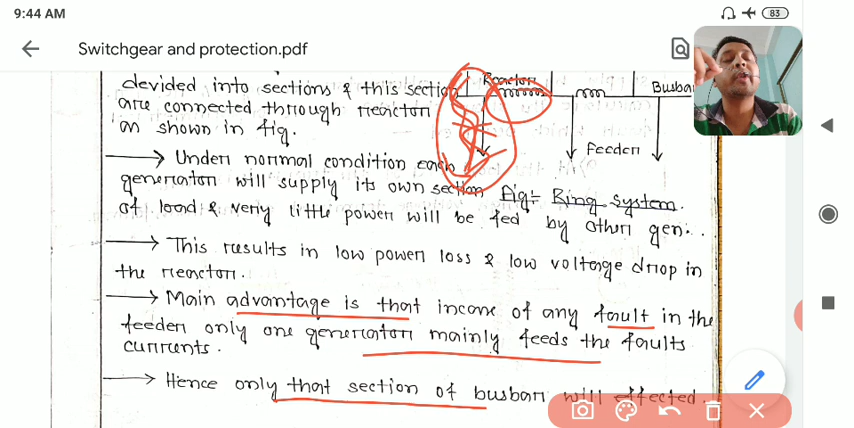 9:44 AM
83
Switchgear and protection.pdf
devided into sections & this section
are connected through reactor
as shown in fig.
Reactor
Busbar
Feeder
→ Under normal condition each
generator will supply its own section
Fig:- Ring System.
of load & very little power will be fed by other gen..
→ This results in low power loss & low voltage drop in
the reactor.
→ Main advantage is that incase of any fault in the
feeder only one generator mainly feeds the faults
currents.
→ Hence only that section of busbar will effected.